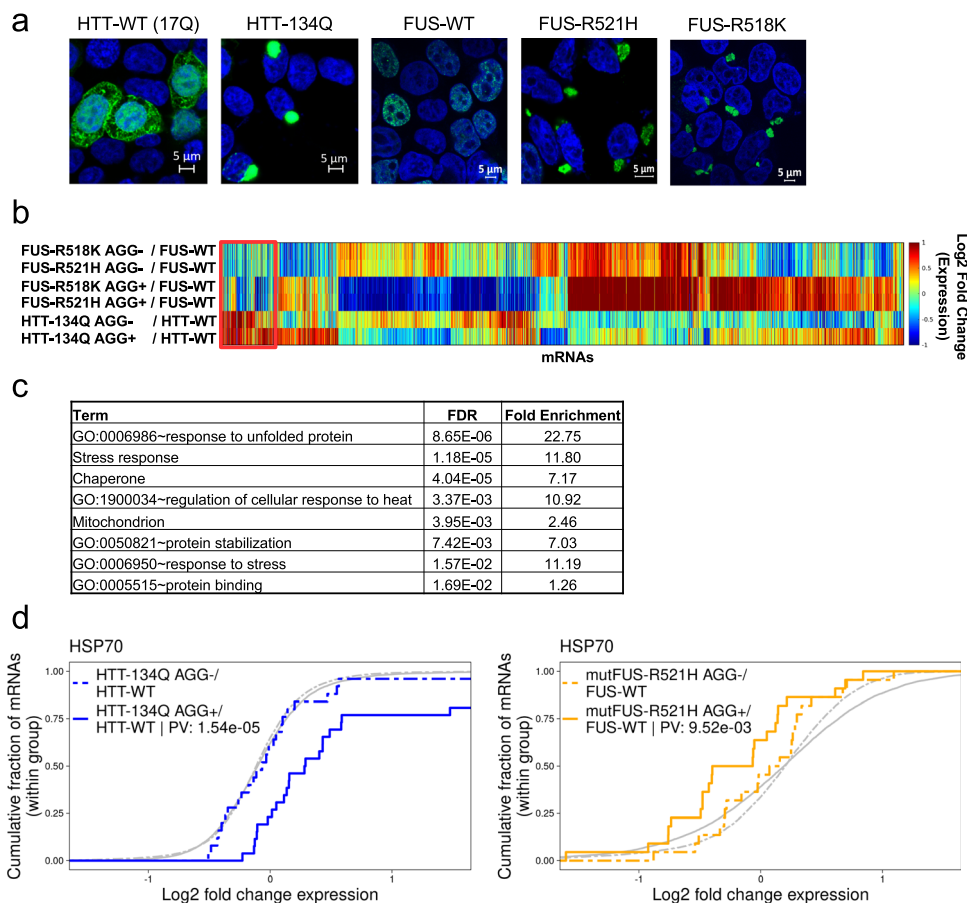 a
HTT-WT (17Q)
HTT-134Q
FUS-WT
FUS-R521H
FUS-R518K
5 µm
5 µm
5 µm
5 µm
5 µm
b
FUS-R518K AGG- / FUS-WT
FUS-R521H AGG- / FUS-WT
FUS-R518K AGG+ / FUS-WT
FUS-R521H AGG+ / FUS-WT
HTT-134Q AGG- / HTT-WT
HTT-134Q AGG+ / HTT-WT
mRNAs
1
0.5
0
-0.5
-1
Log2 Fold Change
(Expression)
c
Term FDR Fold Enrichment
GO:0006986~response to unfolded protein 8.65E-06 22.75
Stress response 1.18E-05 11.80
Chaperone 4.04E-05 7.17
GO:1900034~regulation of cellular response to heat 3.37E-03 10.92
Mitochondrion 3.95E-03 2.46
GO:0050821~protein stabilization 7.42E-03 7.03
GO:0006950~response to stress 1.57E-02 11.19
GO:0005515~protein binding 1.69E-02 1.26
d
HSP70
Cumulative fraction of mRNAs
(within group)
1.00
0.75
0.50
0.25
0.00
HTT-134Q AGG-/
HTT-WT
HTT-134Q AGG+/
HTT-WT | PV: 1.54e-05
-1
0
1
Log2 fold change expression
HSP70
Cumulative fraction of mRNAs
(within group)
1.00
0.75
0.50
0.25
0.00
mutFUS-R521H AGG-/
FUS-WT
mutFUS-R521H AGG+/
FUS-WT | PV: 9.52e-03
-1
0
1
Log2 fold change expression